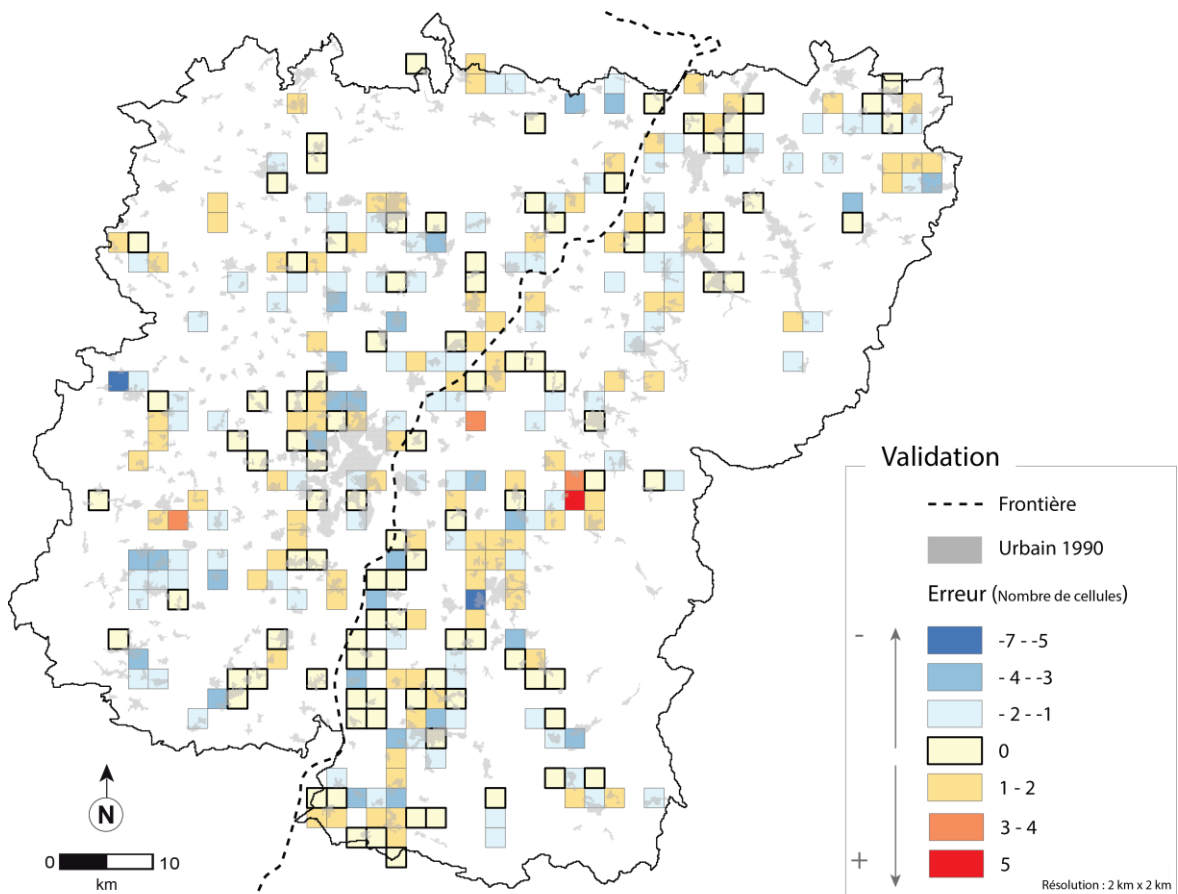 Validation
Frontière
Urbain 1990
Erreur (Nombre de cellules)
-
-7 - -5
- 4 - -3
- 2 - -1
0
1 - 2
3 - 4
+
5
Résolution : 2 km x 2 km
N
0 10
km